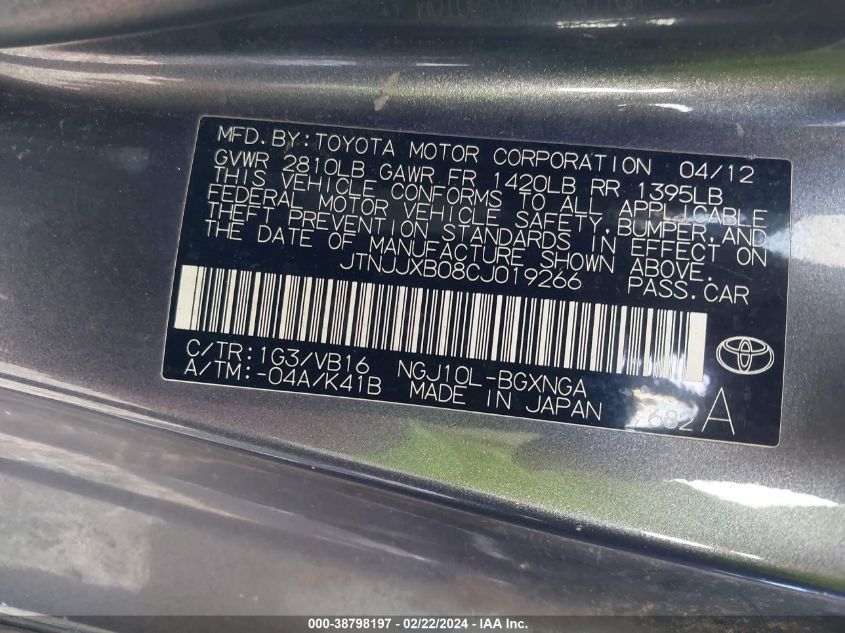 MFD.BY:TOYOTA MOTOR CORPORATION 04/12
GVWR 2810LB GAWR FR 1420LB RR 1395LB
THIS VEHICLE CONFORMS TO ALL APPLICABLE
FEDERAL MOTOR VEHICLE SAFETY,BUMPER,AND
THEFT PREVENTION STANDARDS IN EFFECT ON
THE DATE OF MANUFACTURE SHOWN ABOVE.
JTNJJXB08CJ019266 PASS.CAR
C/TR:1G3/VB16 NGJ10L-BGXNGA
A/TM:-04A/K41B MADE IN JAPAN 7682 A
000-38798197 - 02/22/2024 - IAA Inc.